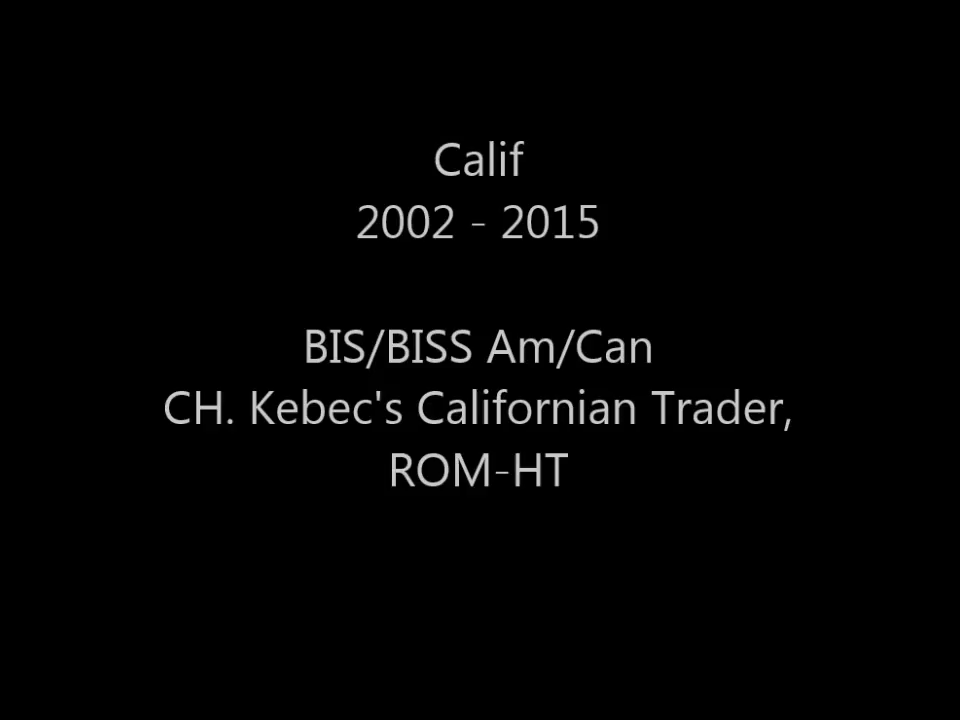 Calif
2002 - 2015
BIS/BISS Am/Can
CH. Kebec's Californian Trader,
ROM-HT